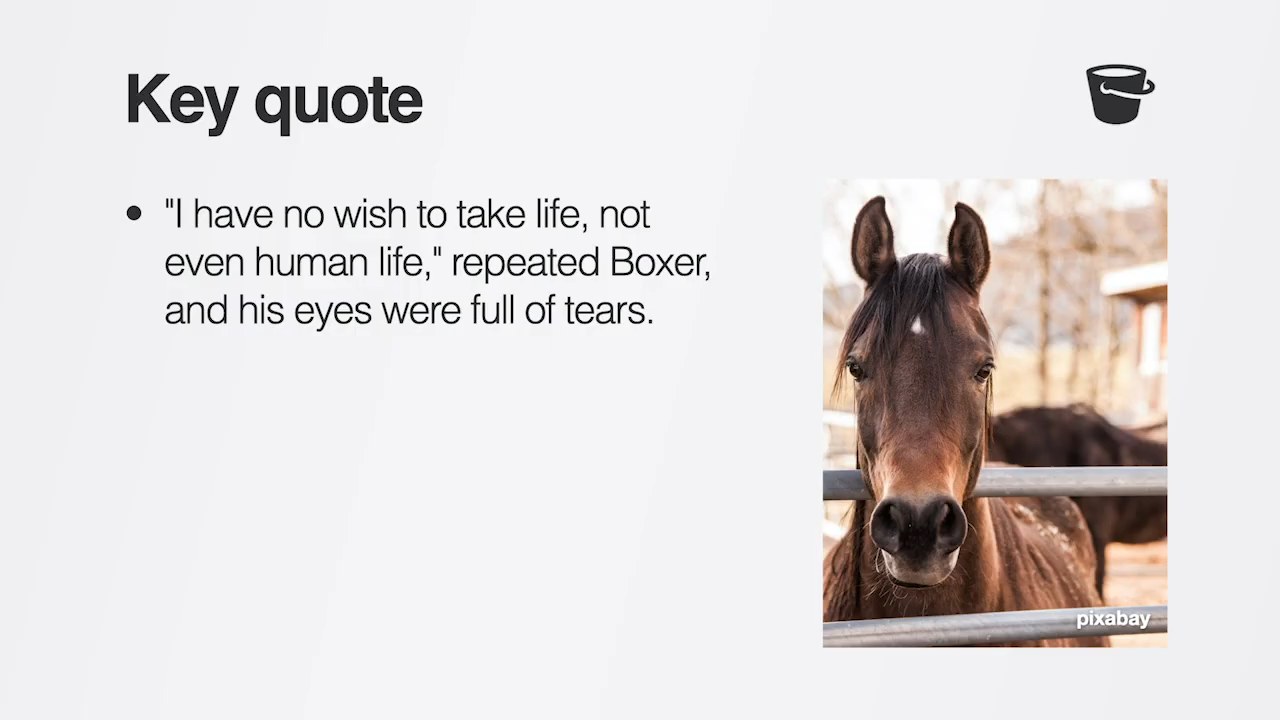 Key quote
• "I have no wish to take life, not
even human life," repeated Boxer,
and his eyes were full of tears.
pixabay